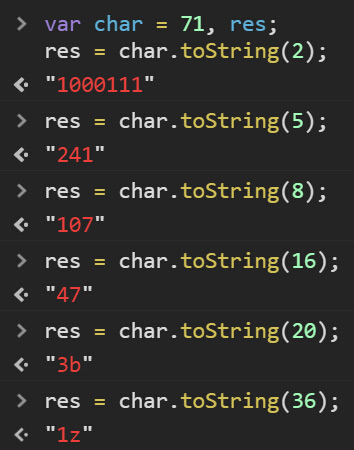 > var char = 71, res;
res = char.toString(2);
"1000111"
> res = char.toString(5);
"241"
> res = char.toString(8);
"107"
> res = char.toString(16);
"47"
> res = char.toString(20);
"3b"
> res = char.toString(36);
"1z"